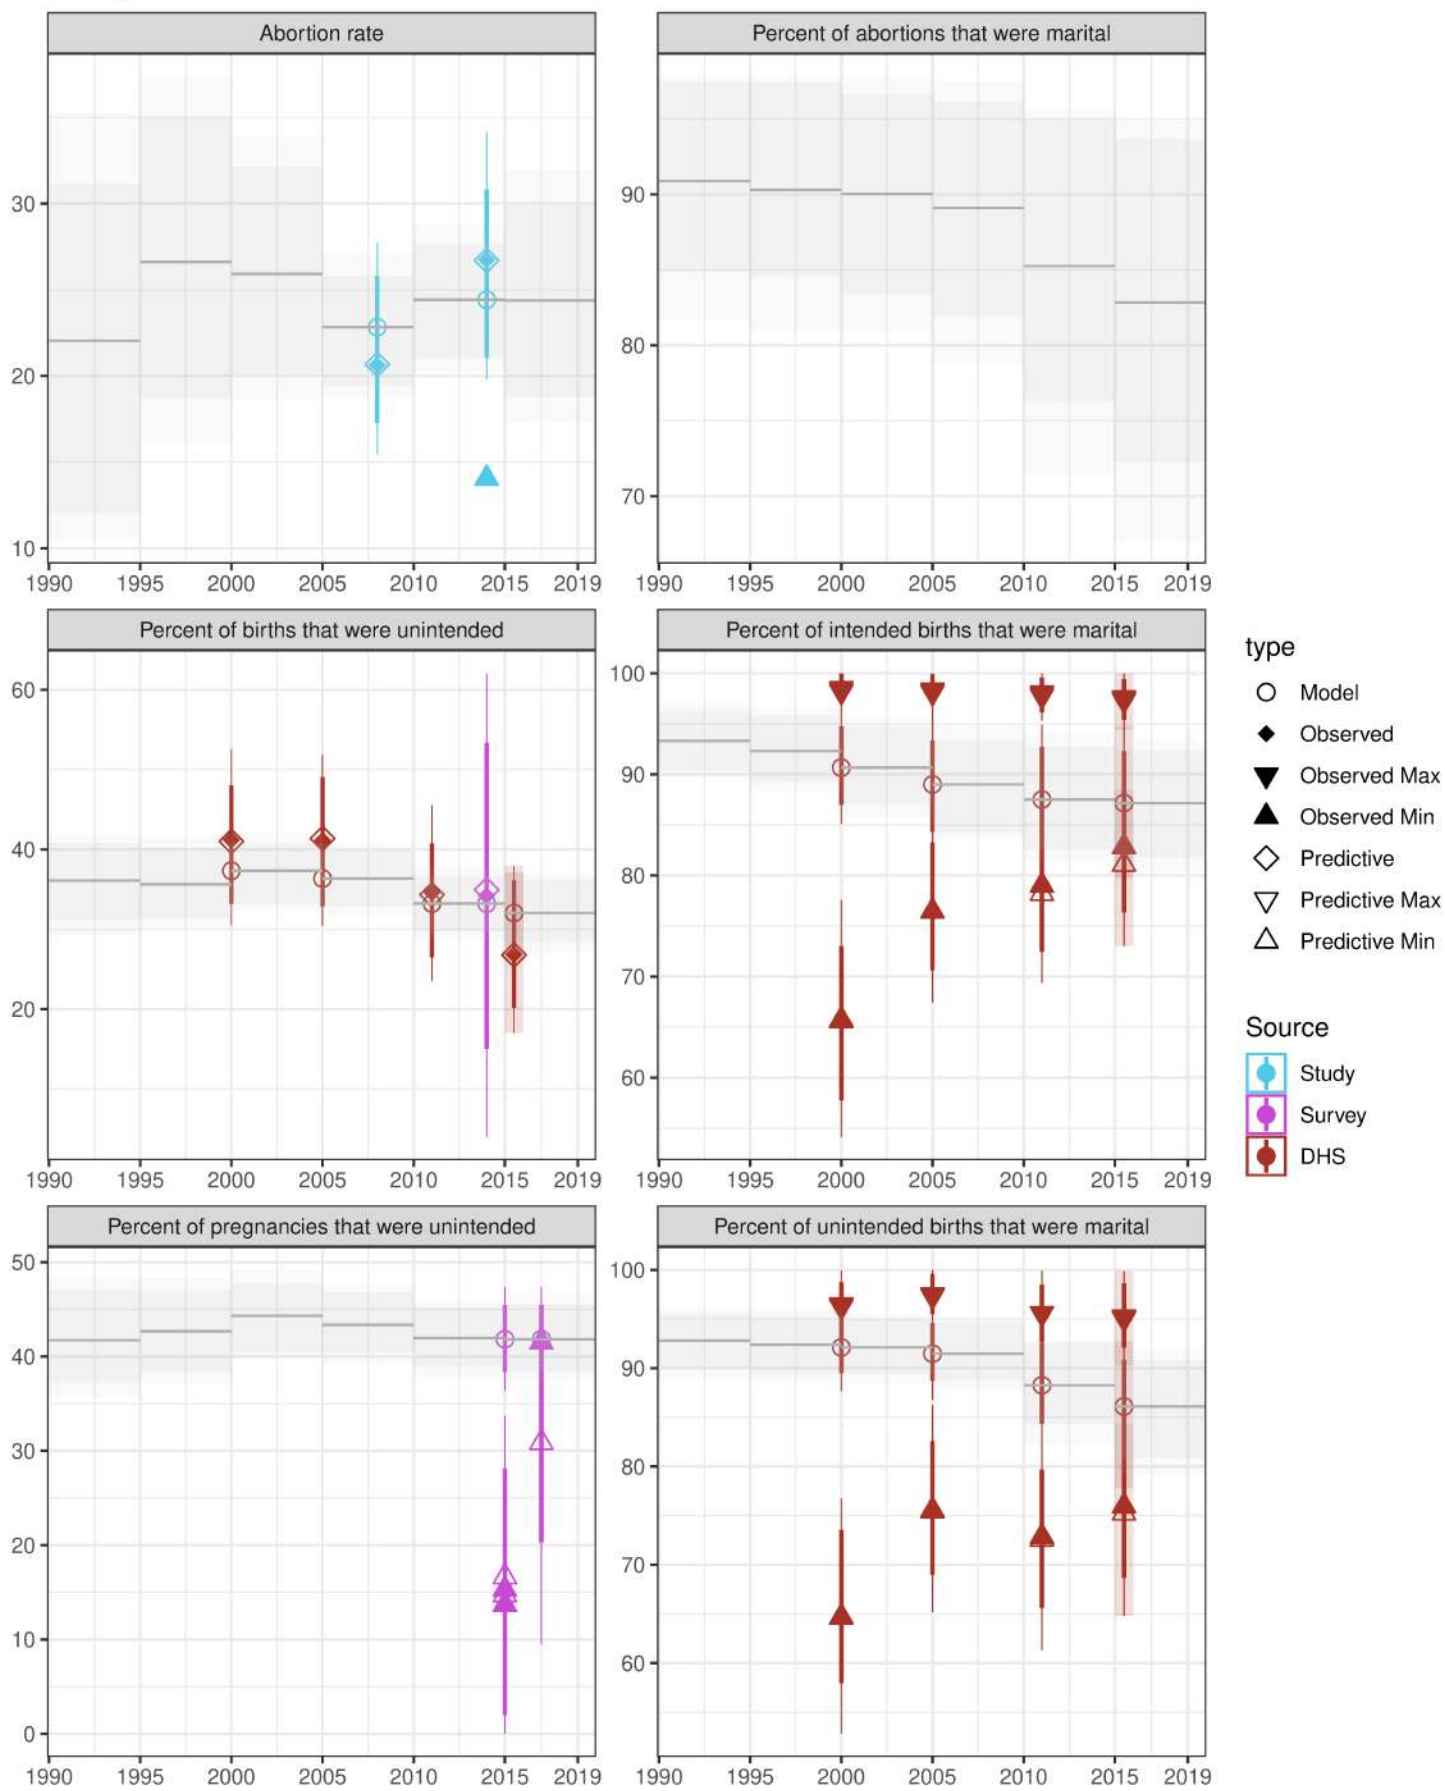 Abortion rate
Percent of abortions that were marital
30
20
10
90
80
70
1990 1995 2000 2005 2010 2015 2019
1990 1995 2000 2005 2010 2015 2019
Percent of births that were unintended
Percent of intended births that were marital
60
40
20
100
90
80
70
60
1990 1995 2000 2005 2010 2015 2019
1990 1995 2000 2005 2010 2015 2019
Percent of pregnancies that were unintended
Percent of unintended births that were marital
50
40
30
20
10
0
100
90
80
70
60
1990 1995 2000 2005 2010 2015 2019
1990 1995 2000 2005 2010 2015 2019
type
Model
Observed
Observed Max
Observed Min
Predictive
Predictive Max
Predictive Min
Source
Study
Survey
DHS